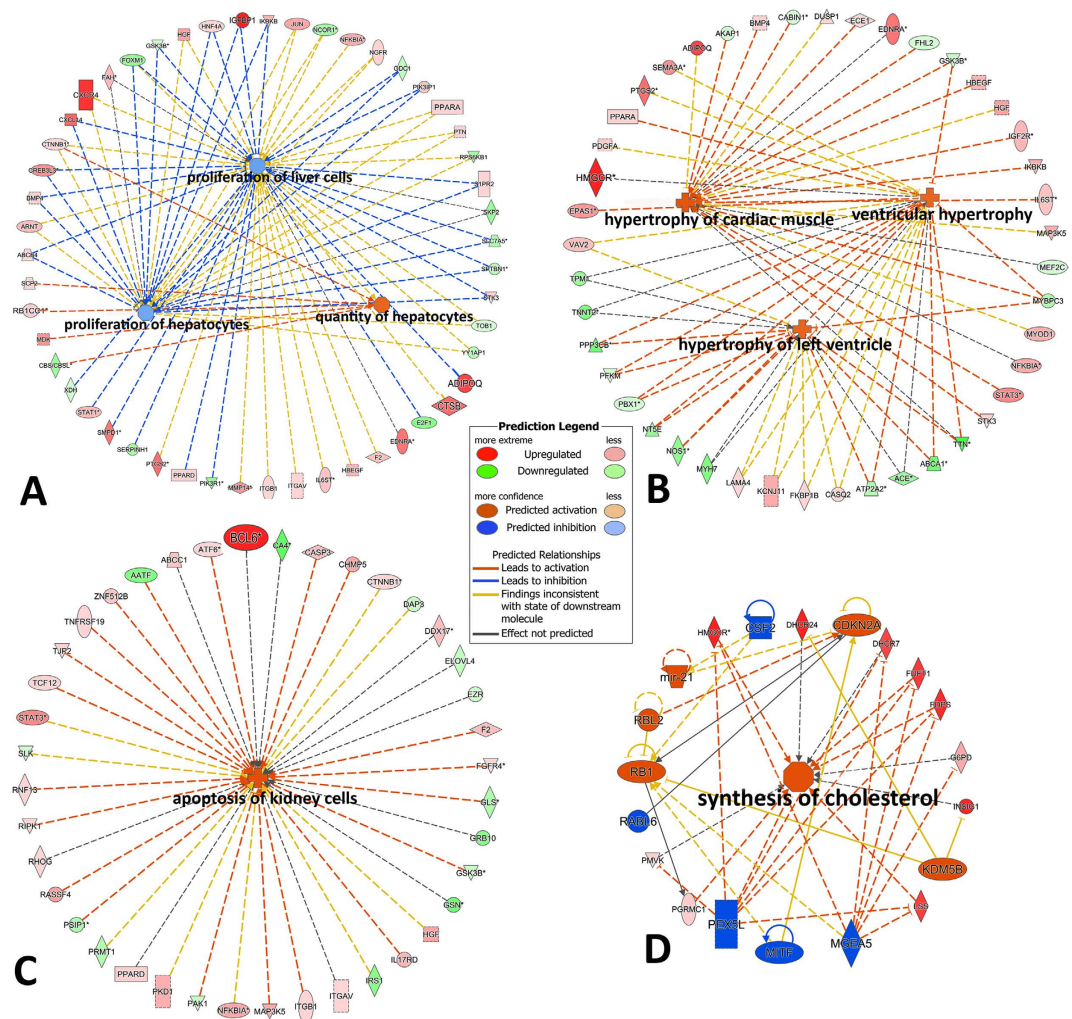 IGFBP1
IKBKB
HNF4A
JUN
HGF
NCOR1*
GSK3B*
NFKBIA*
FOXM1
NGFR
FAH*
ODC1
CXCR4
PIK3IP1
CXCL14
PPARA
CTNNB1*
PTN
RPS6KB1
CREB3L3*
proliferation of liver cells
S1PR2
BMP4
SKP2
ARNT
SLC7A5*
ABCB4
SPTBN1*
SCP2
STK3
RB1CC1*
proliferation of hepatocytes
quantity of hepatocytes
TOB1
MDK
YY1AP1
CBS/CBSL*
XDH
ADIPOQ
STAT1*
CTSB
SMPD1*
E2F1
SERPINH1
EDNRA*
PTGS2*
F2
PPARD
HBEGF
PIK3R1*
IL6ST*
MMP14*
ITGAV
ITGB1
A
BMP4
CABIN1*
DUSP1
ECE1
AKAP1
EDNRA*
ADIPOQ
FHL2
SEMA3A*
GSK3B*
PTGS2*
HBEGF
PPARA
HGF
PDGFA
IGF2R*
HMGCR*
IKBKB
EPAS1*
IL6ST*
hypertrophy of cardiac muscle
ventricular hypertrophy
VAV2
MAP3K5
TPM1
MEF2C
TNNT2*
MYBPC3
hypertrophy of left ventricle
PPP3CB*
MYOD1
PFKM
NFKBIA*
PBX1*
STAT3*
NT5E
STK3
NOS1*
TTN*
MYH7
ABCA1*
LAMA4
ACE*
KCNJ11
ATP2A2*
FKBP1B
CASQ2
B
Prediction Legend
more extreme
less
Upregulated
Downregulated
more confidence
less
Predicted activation
Predicted inhibition
Predicted Relationships
Leads to activation
Leads to inhibition
Findings inconsistent
with state of downstream
molecule
Effect not predicted
BCL6*
CA4*
ATF6*
CASP3
ABCC1
CHMP5
AATF
CTNNB1*
ZNF512B
DAP3
TNFRSF19
DDX17*
TJP2
ELOVL4
TCF12
EZR
STAT3*
F2
SLK
FGFR4*
apoptosis of kidney cells
RNF13
GLS*
RIPK1
GRB10
RHOG
GSK3B*
RASSF4
GSN*
PSIP1*
HGF
PRMT1
IL17RD
PPARD
IRS1
PKD1
ITGAV
PAK1
ITGB1
NFKBIA*
MAP3K5
C
HMGCR*
CSF2
DHCR24
CDKN2A
DHCR7
mir-21
FDFT1
RBL2
FDPS
RB1
G6PD
synthesis of cholesterol
INSIG1
RABL6
PMVK
KDM5B
PGRMC1
LSS
PEX5L
MITF
MGEA5
D